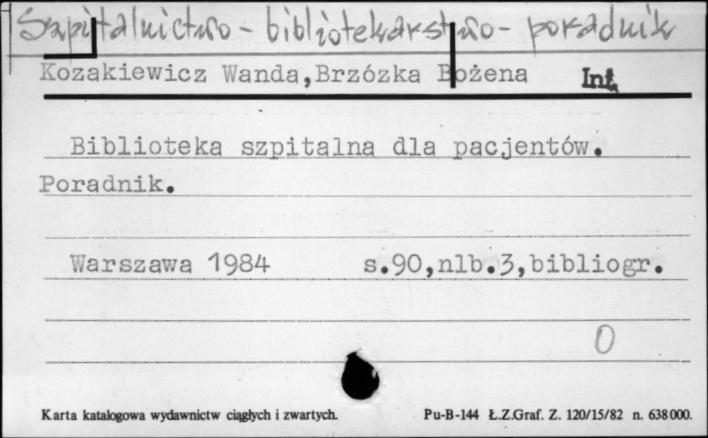 Szpitalnictwo - bibliotekarstwo - poradnik
Kozakiewicz Wanda, Brzózka Bożena Inf.
Biblioteka szpitalna dla pacjentów.
Poradnik.
Warszawa 1984 s.90,nlb.3,bibliogr.
0
Karta katalogowa wydawnictw ciągłych i zwartych. Pu-B-144 Ł.Z.Graf. Z. 120/15/82 n. 638000.